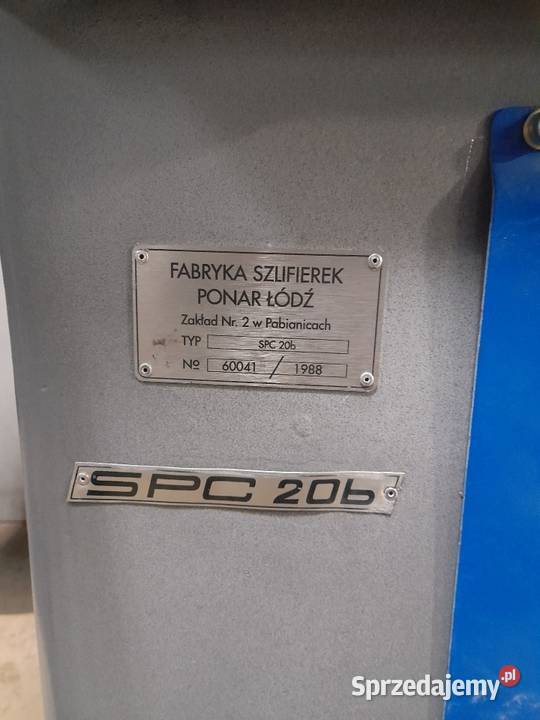 FABRYKA SZLIFIEREK
PONAR ŁÓDŹ
Zakład Nr. 2 w Pabianicach
TYP SPC 20b
Nº 60041 / 1988
SPC 20b
Sprzedajemy.pl